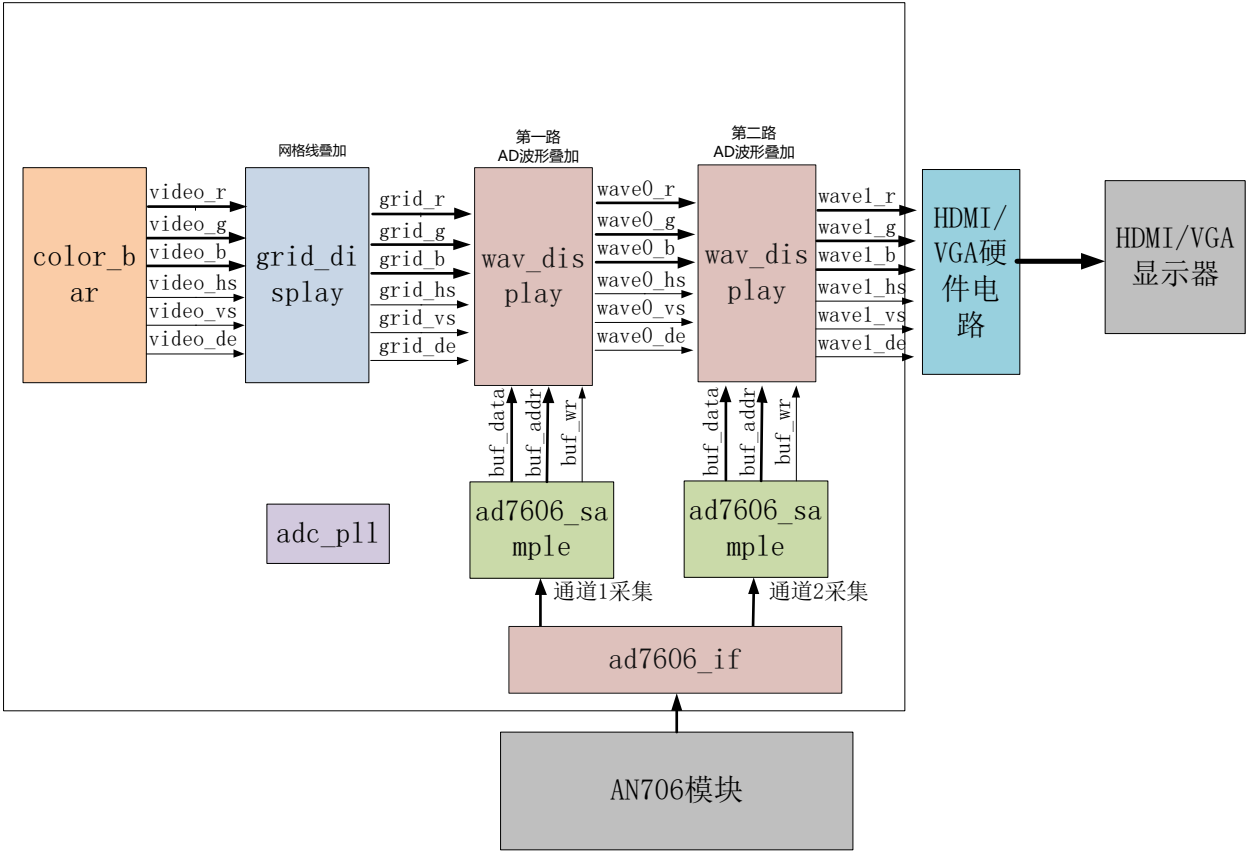 第一路
AD波形叠加
第二路
AD波形叠加
网格线叠加
color_b
ar
video_r
video_g
video_b
video_hs
video_vs
video_de
grid_di
splay
grid_r
grid_g
grid_b
grid_hs
grid_vs
grid_de
wav_dis
play
wave0_r
wave0_g
wave0_b
wave0_hs
wave0_vs
wave0_de
wav_dis
play
wave1_r
wave1_g
wave1_b
wave1_hs
wave1_vs
wave1_de
HDMI/
VGA硬
件电
路
HDMI/VGA
显示器
buf_data
buf_addr
buf_wr
buf_data
buf_addr
buf_wr
adc_pll
ad7606_sa
mple
ad7606_sa
mple
通道1采集
通道2采集
ad7606_if
AN706模块